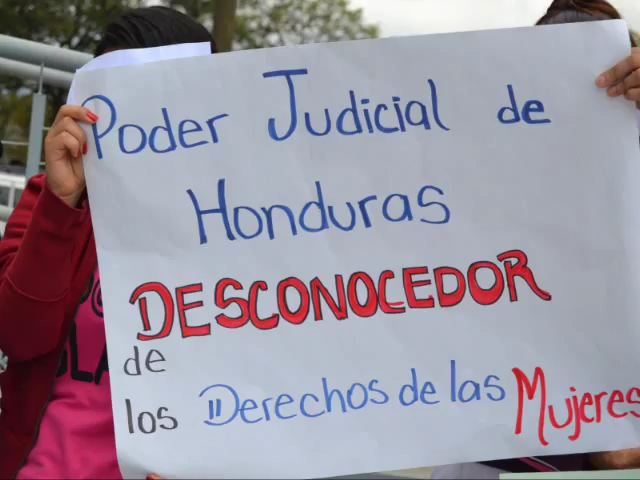 Poder Judicial de
Honduras
DESCONOCEDOR
de
los Derechos de las Mujeres